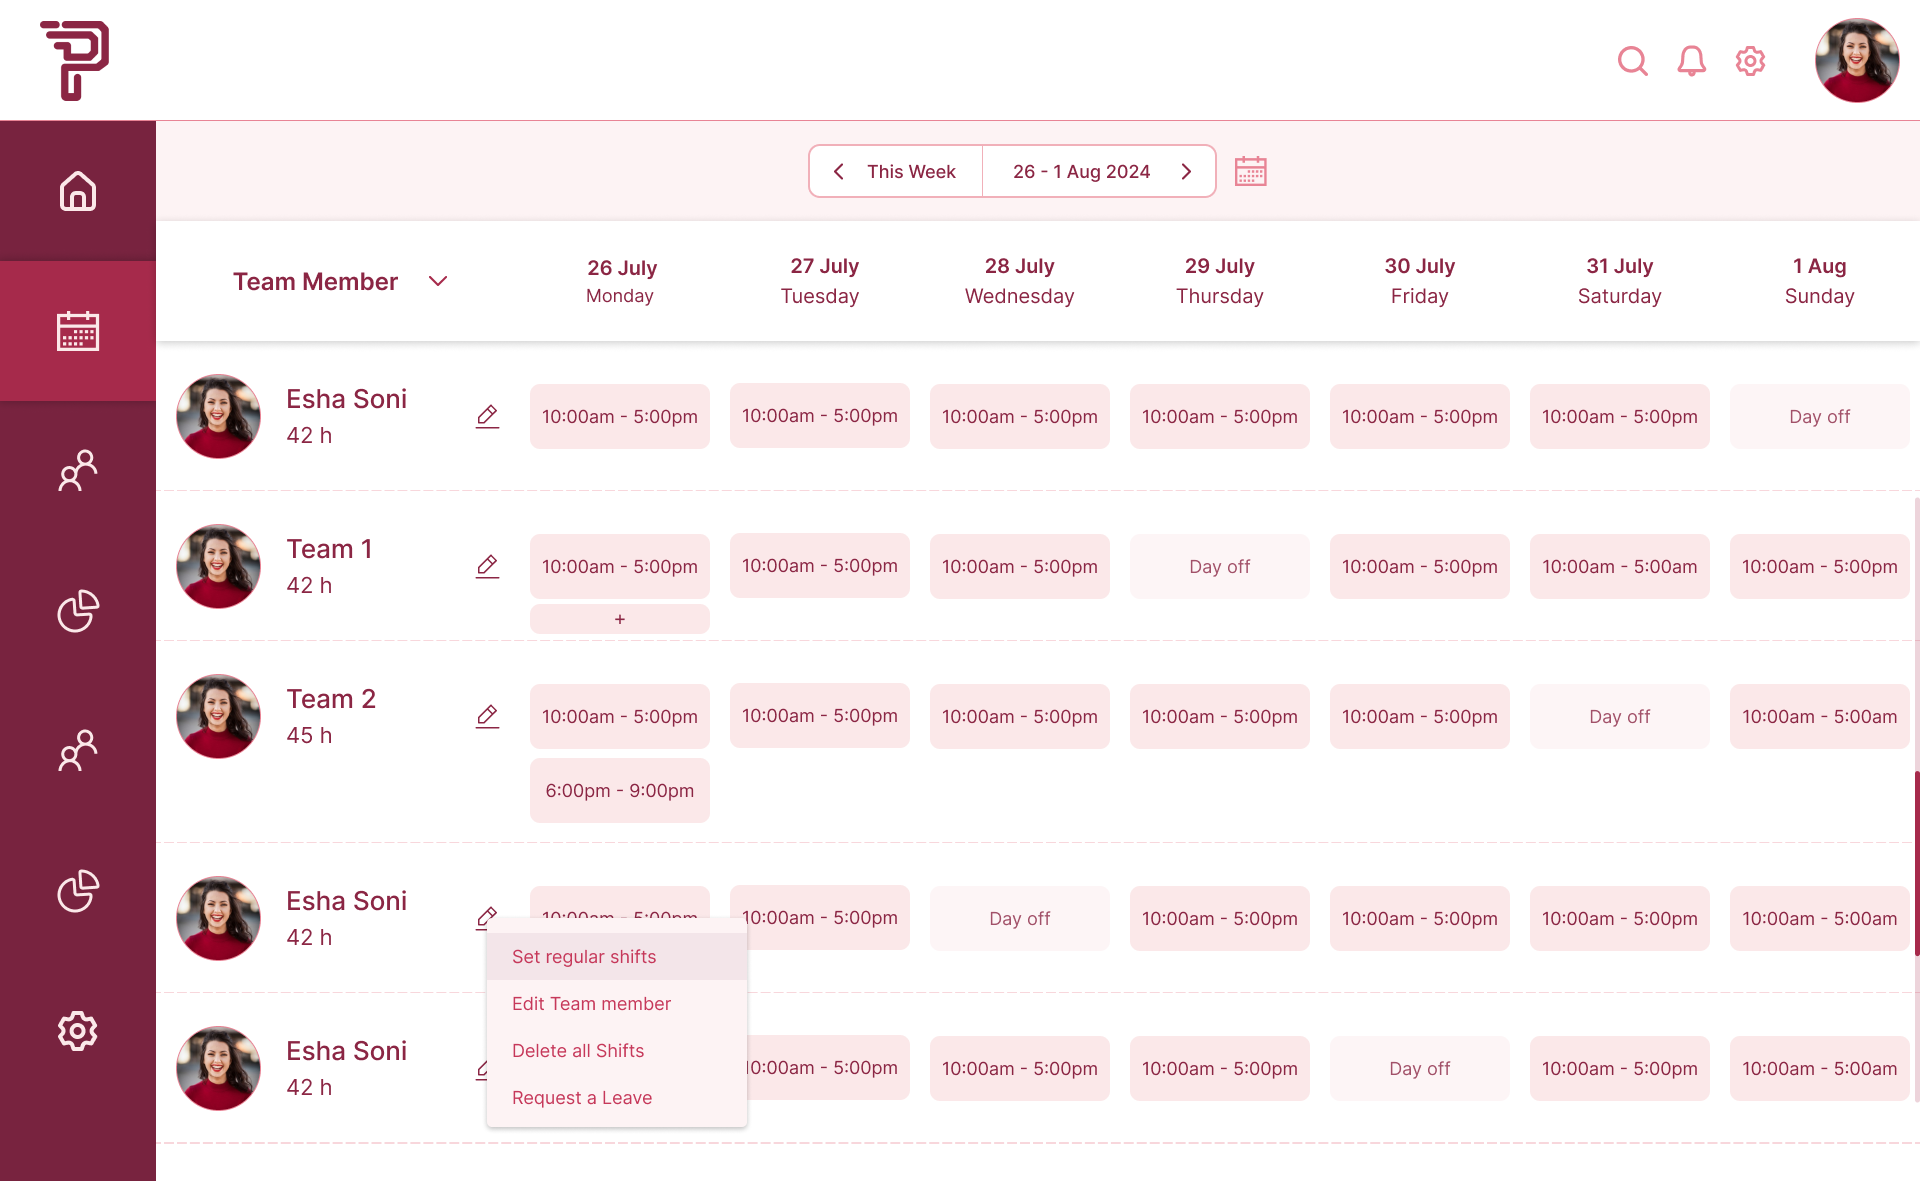 This Week
26 - 1 Aug 2024
Team Member
26 July
Monday
27 July
Tuesday
28 July
Wednesday
29 July
Thursday
30 July
Friday
31 July
Saturday
1 Aug
Sunday
Esha Soni
42 h
10:00am - 5:00pm
10:00am - 5:00pm
10:00am - 5:00pm
10:00am - 5:00pm
10:00am - 5:00pm
10:00am - 5:00pm
Day off
Team 1
42 h
10:00am - 5:00pm
+
10:00am - 5:00pm
10:00am - 5:00pm
Day off
10:00am - 5:00pm
10:00am - 5:00am
10:00am - 5:00pm
Team 2
45 h
10:00am - 5:00pm
6:00pm - 9:00pm
10:00am - 5:00pm
10:00am - 5:00pm
10:00am - 5:00pm
10:00am - 5:00pm
Day off
10:00am - 5:00am
Esha Soni
42 h
10:00am - 5:00pm
10:00am - 5:00pm
Day off
10:00am - 5:00pm
10:00am - 5:00pm
10:00am - 5:00pm
10:00am - 5:00am
Set regular shifts
Edit Team member
Delete all Shifts
Request a Leave
Esha Soni
42 h
10:00am - 5:00pm
10:00am - 5:00pm
10:00am - 5:00pm
Day off
10:00am - 5:00pm
10:00am - 5:00am